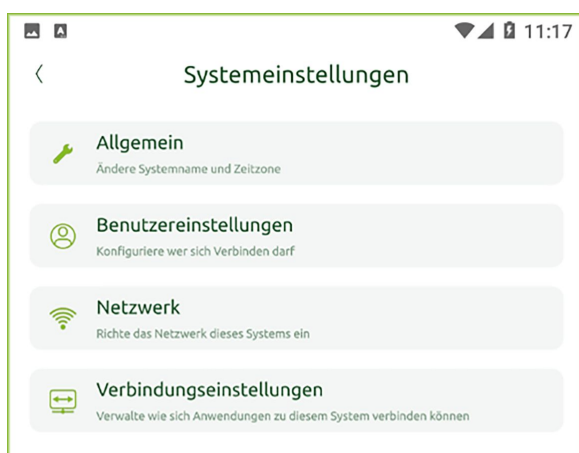 11:17
Systemeinstellungen
Allgemein
Ändere Systemname und Zeitzone
Benutzereinstellungen
Konfiguriere wer sich Verbinden darf
Netzwerk
Richte das Netzwerk dieses Systems ein
Verbindungseinstellungen
Verwalte wie sich Anwendungen zu diesem System verbinden können